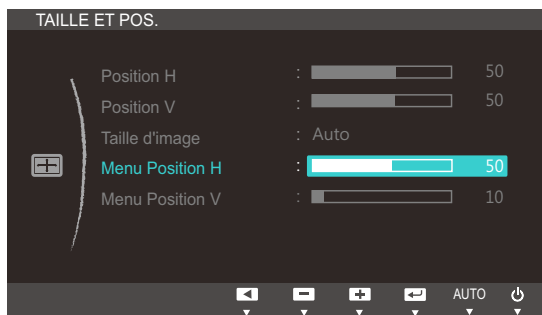 TAILLE ET POS.
Position H : 50
Position V : 50
Taille d'image : Auto
Menu Position H : 50
Menu Position V : 10
AUTO